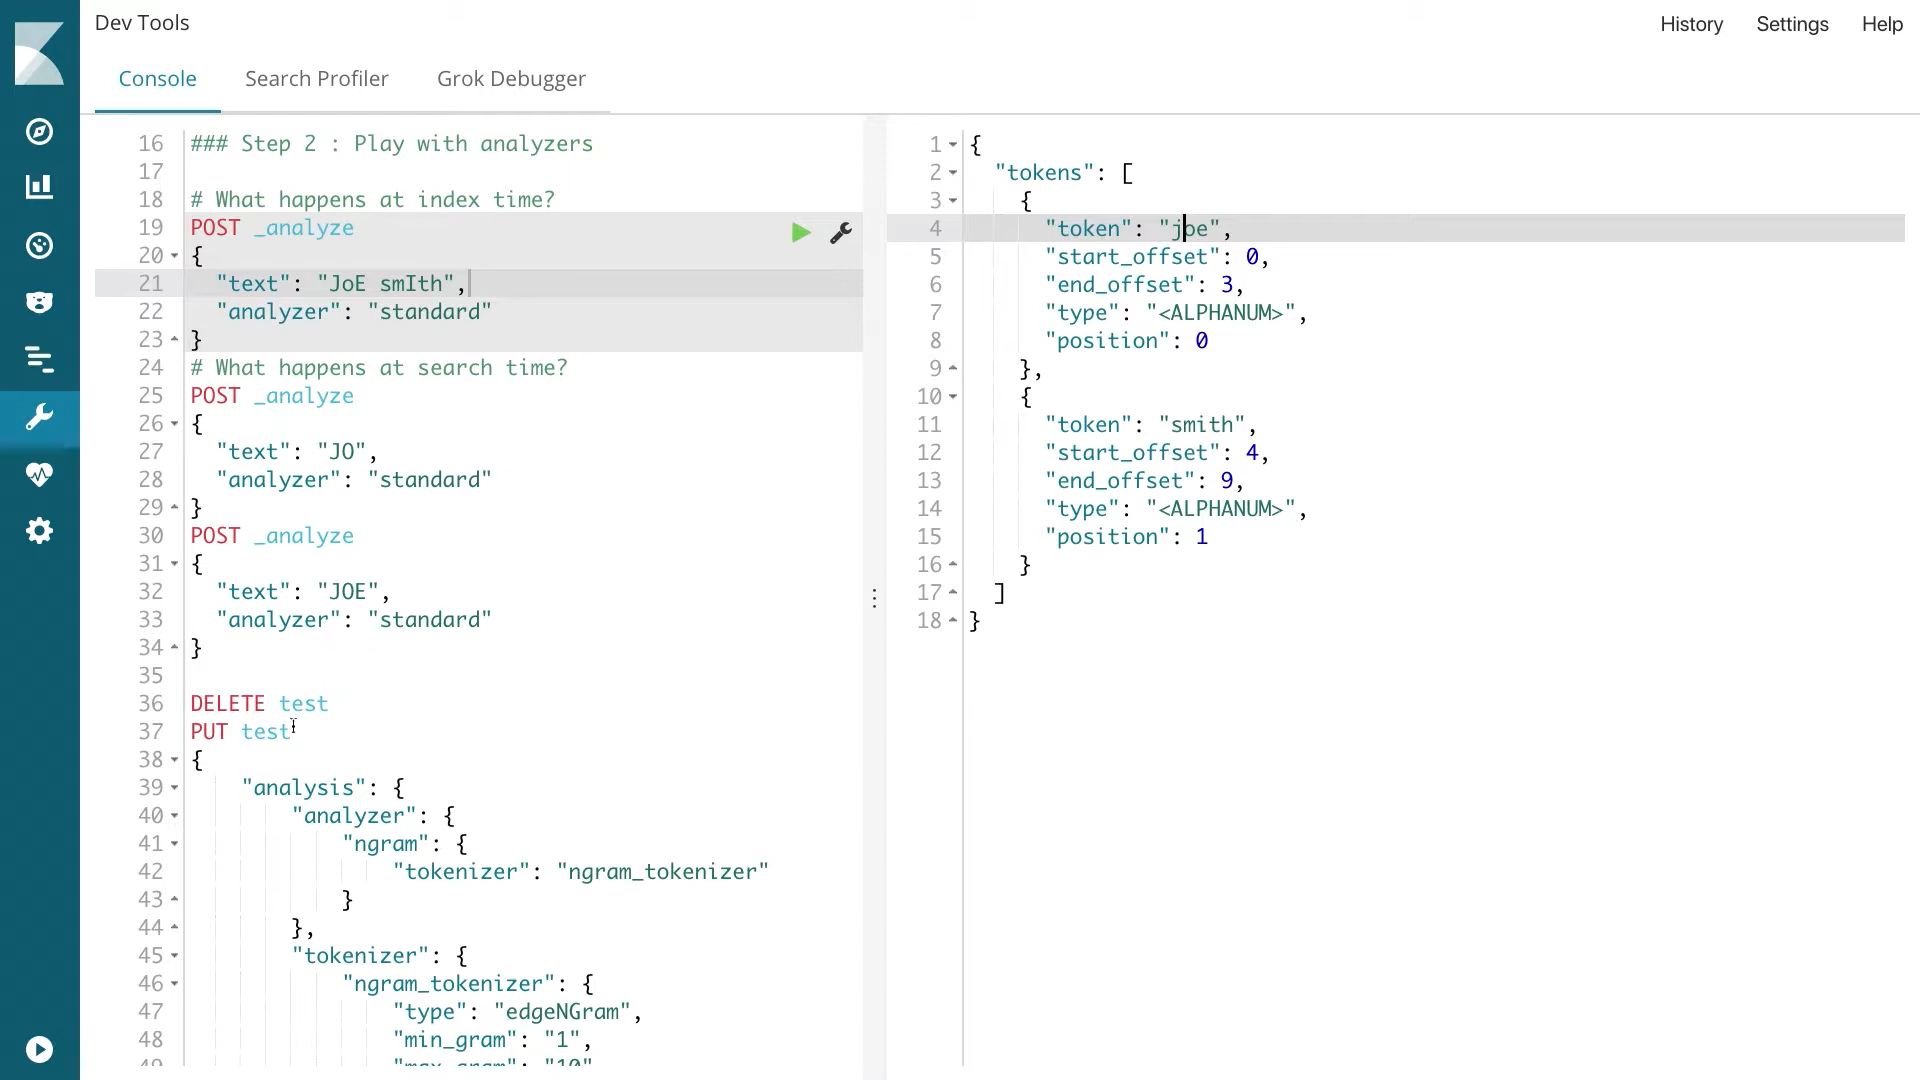 Dev Tools
History Settings Help
Console Search Profiler Grok Debugger
16 ### Step 2 : Play with analyzers
17
18 # What happens at index time?
19 POST _analyze
20 {
21 "text": "JoE smIth",
22 "analyzer": "standard"
23 }
24 # What happens at search time?
25 POST _analyze
26 {
27 "text": "JO",
28 "analyzer": "standard"
29 }
30 POST _analyze
31 {
32 "text": "JOE",
33 "analyzer": "standard"
34 }
35
36 DELETE test
37 PUT test
38 {
39 "analysis": {
40 "analyzer": {
41 "ngram": {
42 "tokenizer": "ngram_tokenizer"
43 }
44 },
45 "tokenizer": {
46 "ngram_tokenizer": {
47 "type": "edgeNGram",
48 "min_gram": "1",
49 "max_gram": "10"
1 {
2 "tokens": [
3 {
4 "token": "joe",
5 "start_offset": 0,
6 "end_offset": 3,
7 "type": "<ALPHANUM>",
8 "position": 0
9 },
10 {
11 "token": "smith",
12 "start_offset": 4,
13 "end_offset": 9,
14 "type": "<ALPHANUM>",
15 "position": 1
16 }
17 ]
18 }